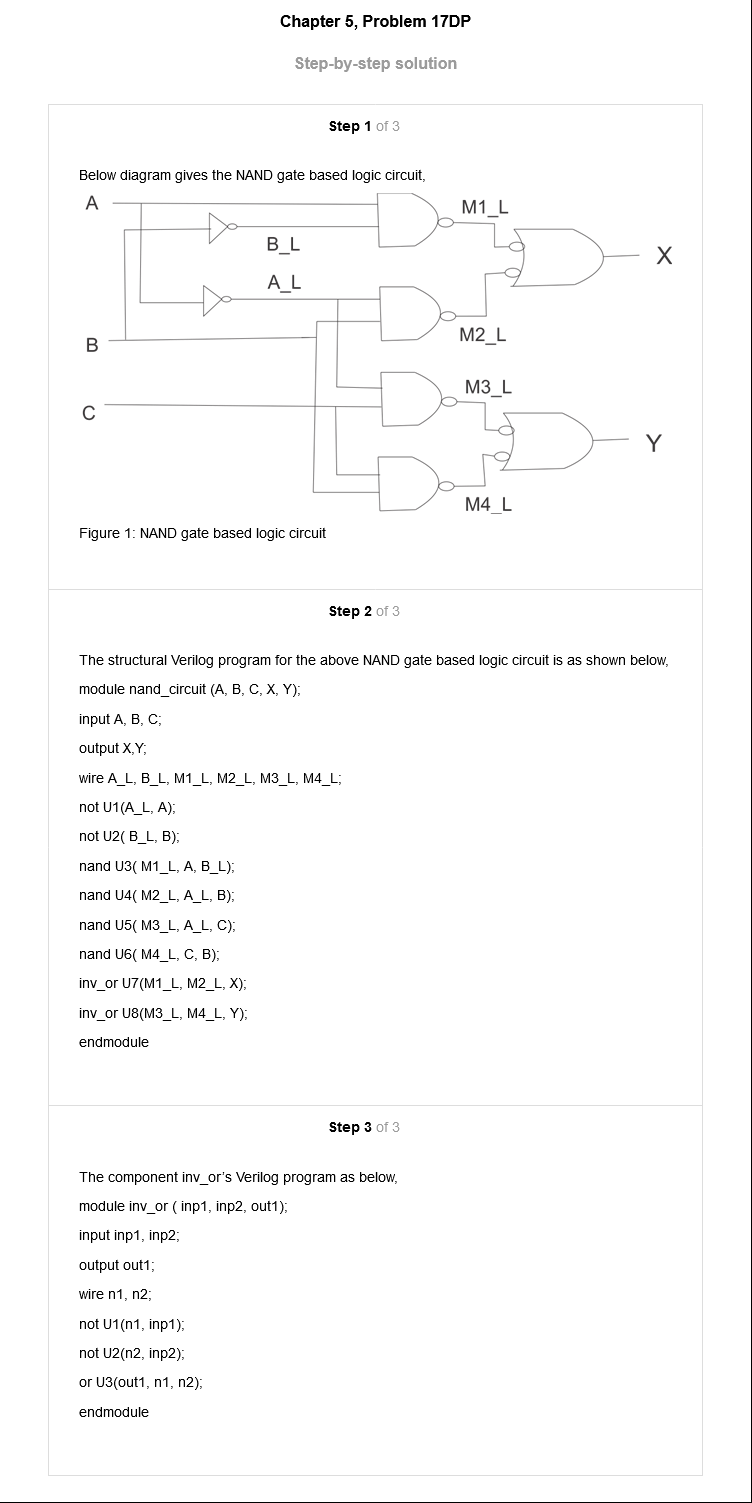 Chapter 5, Problem 17DP
Step-by-step solution
Step 1 of 3
Below diagram gives the NAND gate based logic circuit,
A
M1_L
B_L
X
A_L
B
M2_L
M3_L
C
Y
M4_L
Figure 1: NAND gate based logic circuit
Step 2 of 3
The structural Verilog program for the above NAND gate based logic circuit is as shown below,
module nand_circuit (A, B, C, X, Y);
input A, B, C;
output X,Y;
wire A_L, B_L, M1_L, M2_L, M3_L, M4_L;
not U1(A_L, A);
not U2( B_L, B);
nand U3( M1_L, A, B_L);
nand U4( M2_L, A_L, B);
nand U5( M3_L, A_L, C);
nand U6( M4_L, C, B);
inv_or U7(M1_L, M2_L, X);
inv_or U8(M3_L, M4_L, Y);
endmodule
Step 3 of 3
The component inv_or’s Verilog program as below,
module inv_or ( inp1, inp2, out1);
input inp1, inp2;
output out1;
wire n1, n2;
not U1(n1, inp1);
not U2(n2, inp2);
or U3(out1, n1, n2);
endmodule